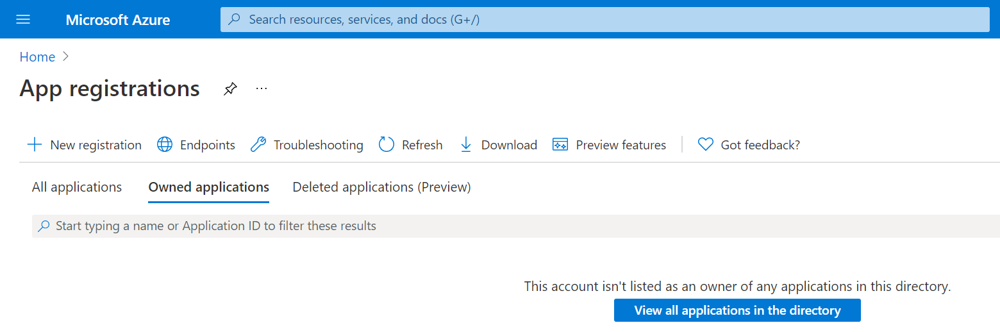 Microsoft Azure
Search resources, services, and docs (G+/)
Home
App registrations
New registration Endpoints Troubleshooting Refresh Download Preview features Got feedback?
All applications Owned applications Deleted applications (Preview)
Start typing a name or Application ID to filter these results
This account isn't listed as an owner of any applications in this directory.
View all applications in the directory